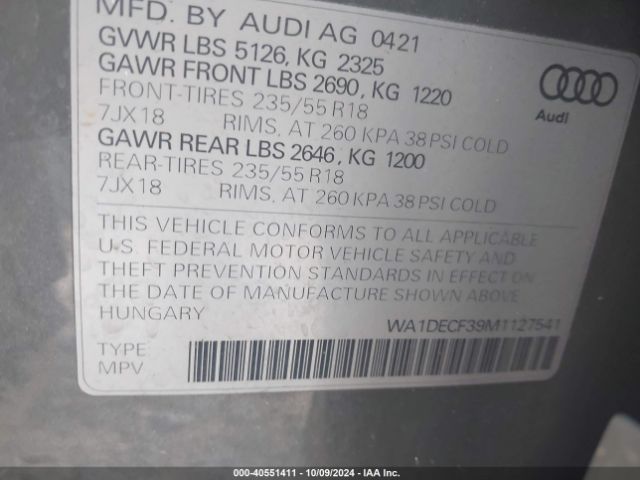 MFD. BY AUDI AG 0421
GVWR LBS 5126, KG 2325
GAWR FRONT LBS 2690, KG 1220
FRONT-TIRES 235/55 R18
7JX18 RIMS, AT 260 KPA 38 PSI COLD
GAWR REAR LBS 2646, KG 1200
REAR-TIRES 235/55 R18
7JX18 RIMS, AT 260 KPA 38 PSI COLD
Audi
THIS VEHICLE CONFORMS TO ALL APPLICABLE
U.S. FEDERAL MOTOR VEHICLE SAFETY AND
THEFT PREVENTION STANDARDS IN EFFECT ON
THE DATE OF MANUFACTURE SHOWN ABOVE
HUNGARY
WA1DECF39M1127541
TYPE:
MPV
000-40551411 - 10/09/2024 - IAA Inc.